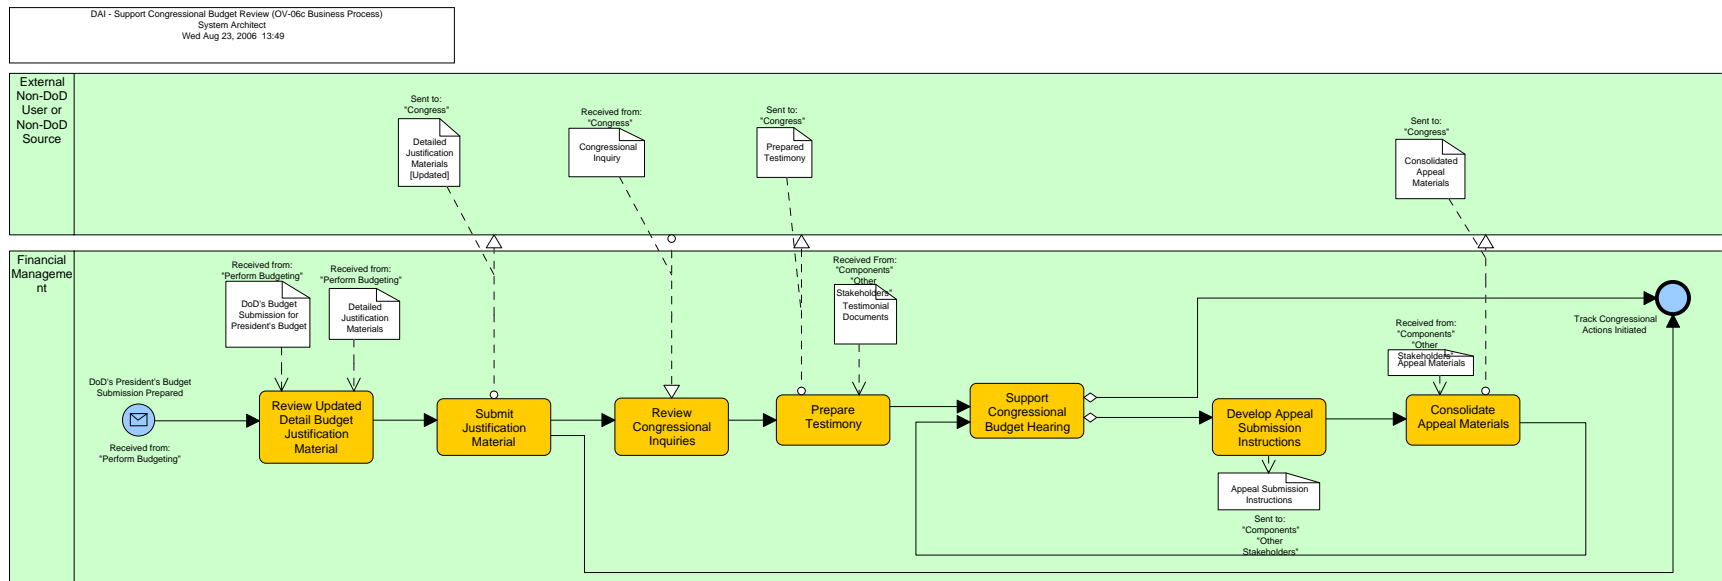 DAI - Support Congressional Budget Review (OV-06c Business Process)
System Architect
Wed Aug 23, 2006 13:49
External
Non-DoD
User or
Non-DoD
Source
Sent to:
"Congress"
Detailed
Justification
Materials
[Updated]
Received from:
"Congress"
Congressional
Inquiry
Sent to:
"Congress"
Prepared
Testimony
Sent to:
"Congress"
Consolidated
Appeal
Materials
Financial
Manageme
nt
Received from:
"Perform Budgeting"
DoD's Budget
Submission for
President's Budget
Received from:
"Perform Budgeting"
Detailed
Justification
Materials
Received From:
"Components"
"Other
Stakeholders"
Testimonial
Documents
Received from:
"Components"
"Other
Stakeholders"
Appeal Materials
Track Congressional
Actions Initiated
DoD's President's Budget
Submission Prepared
Received from:
"Perform Budgeting"
Review Updated
Detail Budget
Justification
Material
Submit
Justification
Material
Review
Congressional
Inquiries
Prepare
Testimony
Support
Congressional
Budget Hearing
Develop Appeal
Submission
Instructions
Consolidate
Appeal Materials
Appeal Submission
Instructions
Sent to:
"Components"
"Other
Stakeholders"